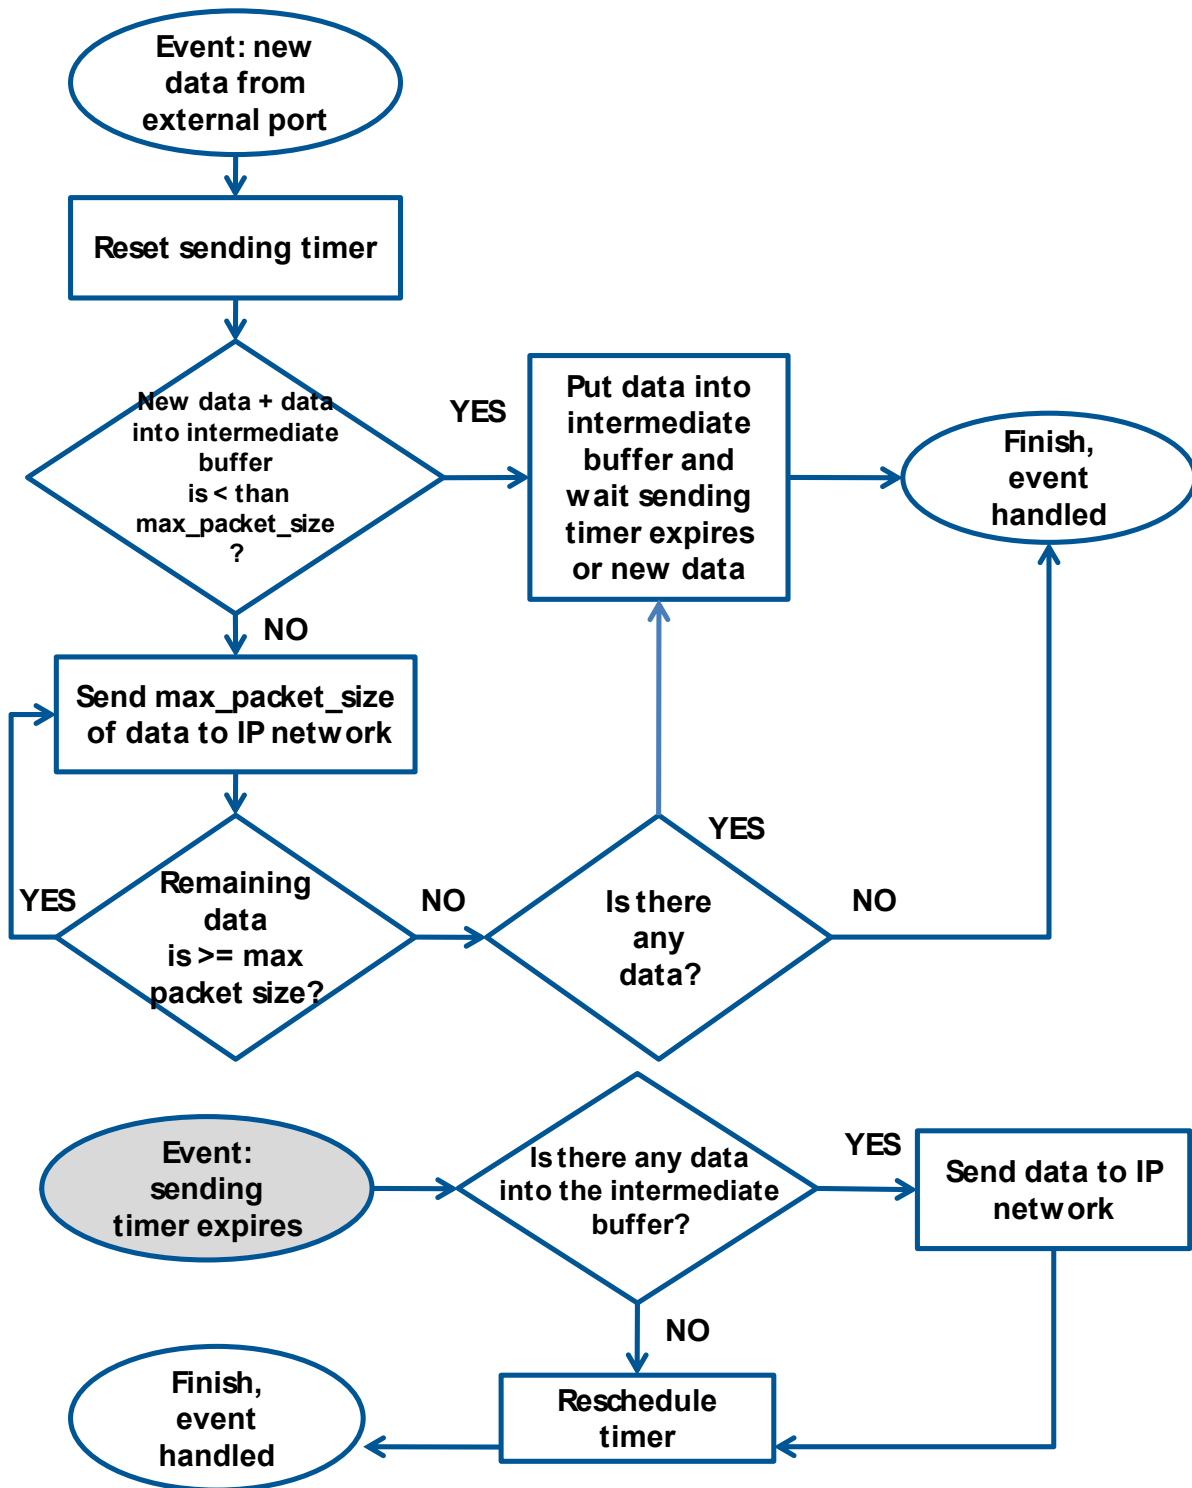 Event: new
data from
external port
Reset sending timer
New data + data
into intermediate
buffer
is < than
max_packet_size
?
YES
Put data into
intermediate
buffer and
wait sending
timer expires
or new data
Finish,
event
handled
NO
Send max_packet_size
of data to IP network
YES
Remaining
data
is >= max
packet size?
NO
YES
Is there
any
data?
NO
Event:
sending
timer expires
Is there any data
into the intermediate
buffer?
YES
Send data to IP
network
NO
Reschedule
timer
Finish,
event
handled